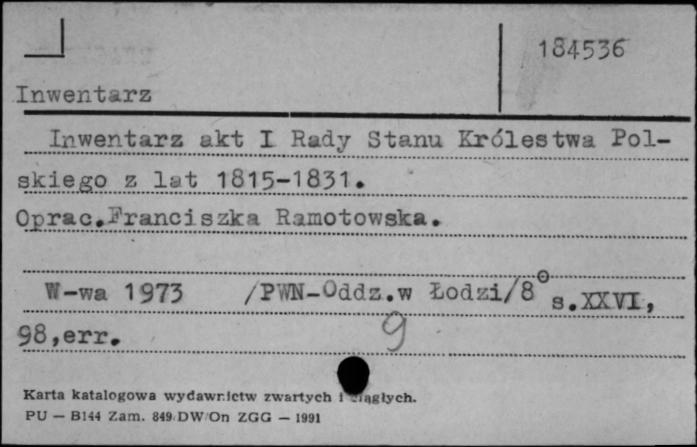 184536
Inwentarz
Inwentarz akt I Rady Stanu Królestwa Pol-
skiego z lat 1815-1831.
Oprac.Franciszka Ramotowska.
W-wa 1973 /PWN-Oddz.w Łodzi/8° s.XXVI,
98,err.
9
Karta katalogowa wydawnictw zwartych i ciągłych.
PU — B144 Zam. 849 DW/On ZGG — 1991